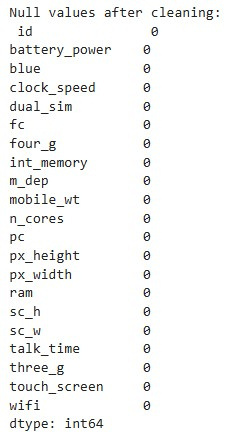 Null values after cleaning:
 id               0
battery_power    0
blue             0
clock_speed      0
dual_sim         0
fc               0
four_g           0
int_memory       0
m_dep            0
mobile_wt        0
n_cores          0
pc               0
px_height        0
px_width         0
ram              0
sc_h             0
sc_w             0
talk_time        0
three_g          0
touch_screen     0
wifi             0
dtype: int64